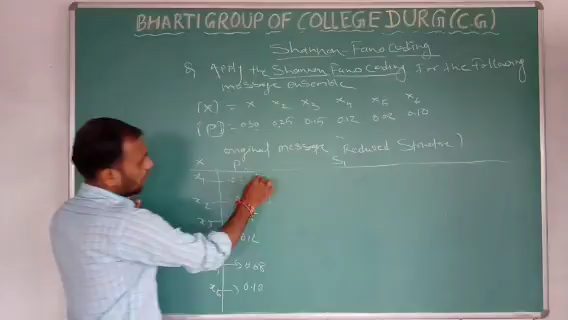 BHARTI GROUP OF COLLEGE DURG (C.G)
Shannon-Fano Coding
Q Apply the Shannon Fano Coding For the Following
message ensemble
[X] = x x2 x3 x4 x5 x6
[P] = 0.30 0.25 0.15 0.12 0.08 0.10
original message Reduced
X P S1
x1
x2
x3
0.12
0.08
x6 0.10